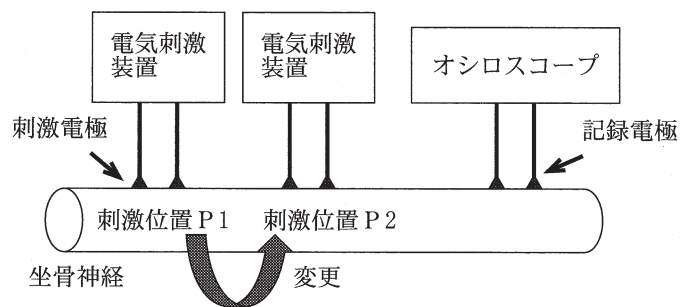 電気刺激
装置
電気刺激
装置
オシロスコープ
刺激電極
記録電極
刺激位置P1
刺激位置P2
坐骨神経
変更